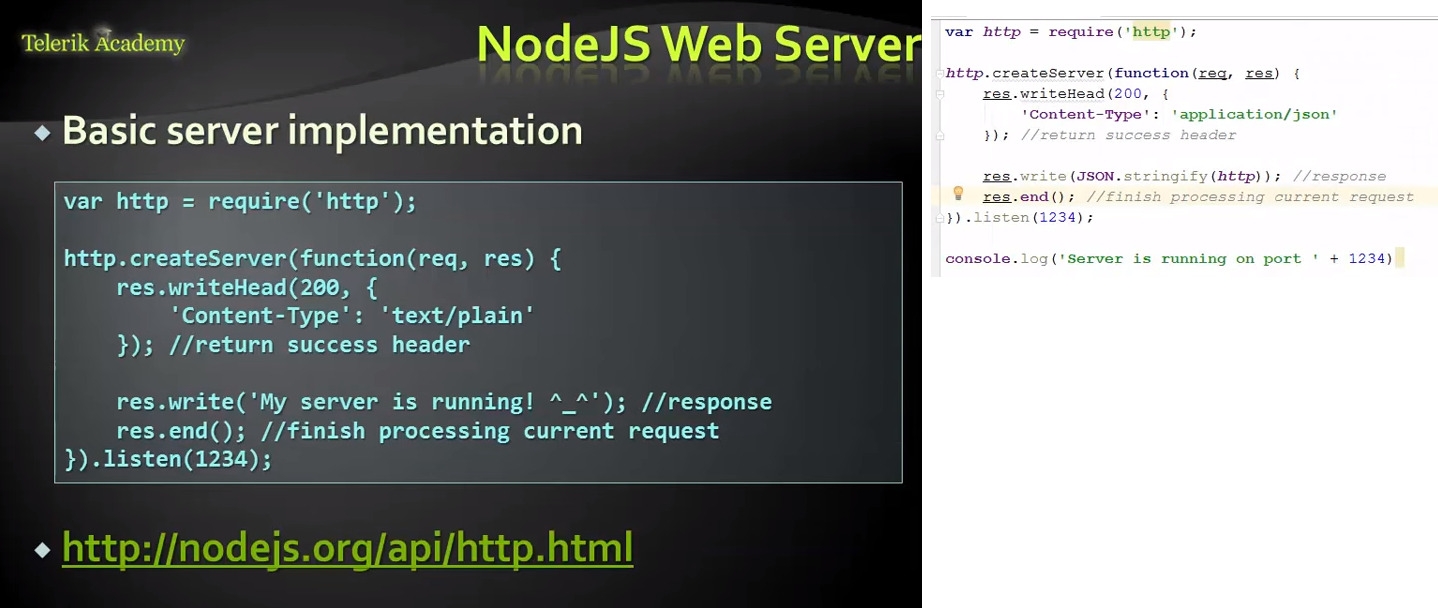 Telerik Academy
NodeJS Web Server
Basic server implementation
var http = require('http');
http.createServer(function(req, res) {
    res.writeHead(200, {
        'Content-Type': 'text/plain'
    }); //return success header
    res.write('My server is running! ^_^'); //response
    res.end(); //finish processing current request
}).listen(1234);
http://nodejs.org/api/http.html
var http = require('http');
http.createServer(function(req, res) {
    res.writeHead(200, {
        'Content-Type': 'application/json'
    }); //return success header
    res.write(JSON.stringify(http)); //response
    res.end(); //finish processing current request
}).listen(1234);
console.log('Server is running on port ' + 1234)